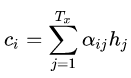 $c_i = \sum_{j=1}^{T_x} \alpha_{ij} h_j$